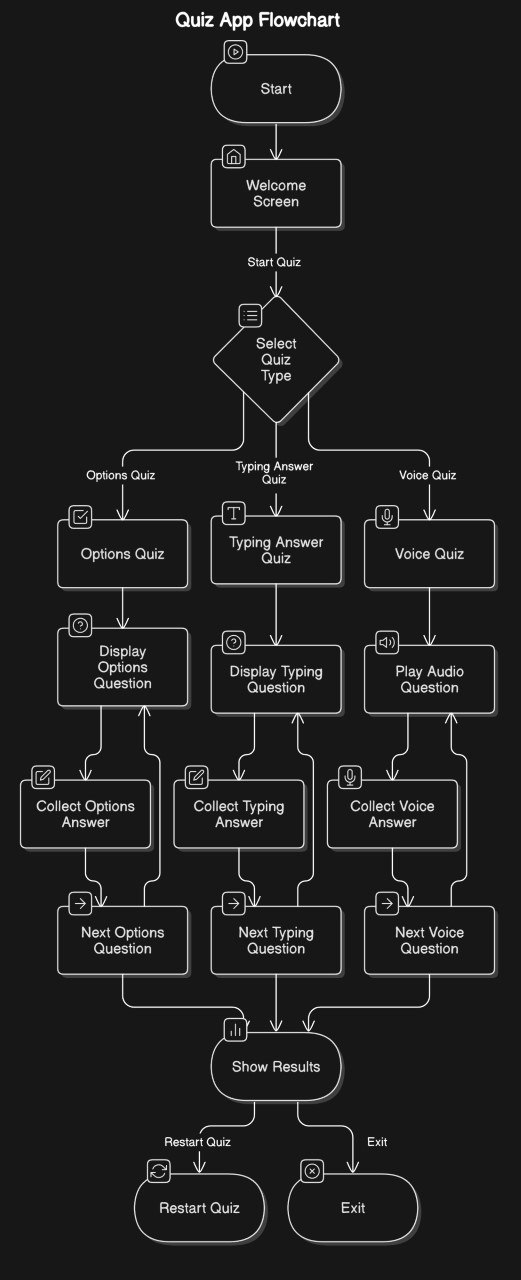 Quiz App Flowchart
Start
Welcome
Screen
Start Quiz
Select
Quiz
Type
Options Quiz
Typing Answer
Quiz
Voice Quiz
Options Quiz
T
Typing Answer
Quiz
Voice Quiz
Display
Options
Question
Display Typing
Question
Play Audio
Question
Collect Options
Answer
Collect Typing
Answer
Collect Voice
Answer
Next Options
Question
Next Typing
Question
Next Voice
Question
Show Results
Restart Quiz
Exit
Restart Quiz
Exit